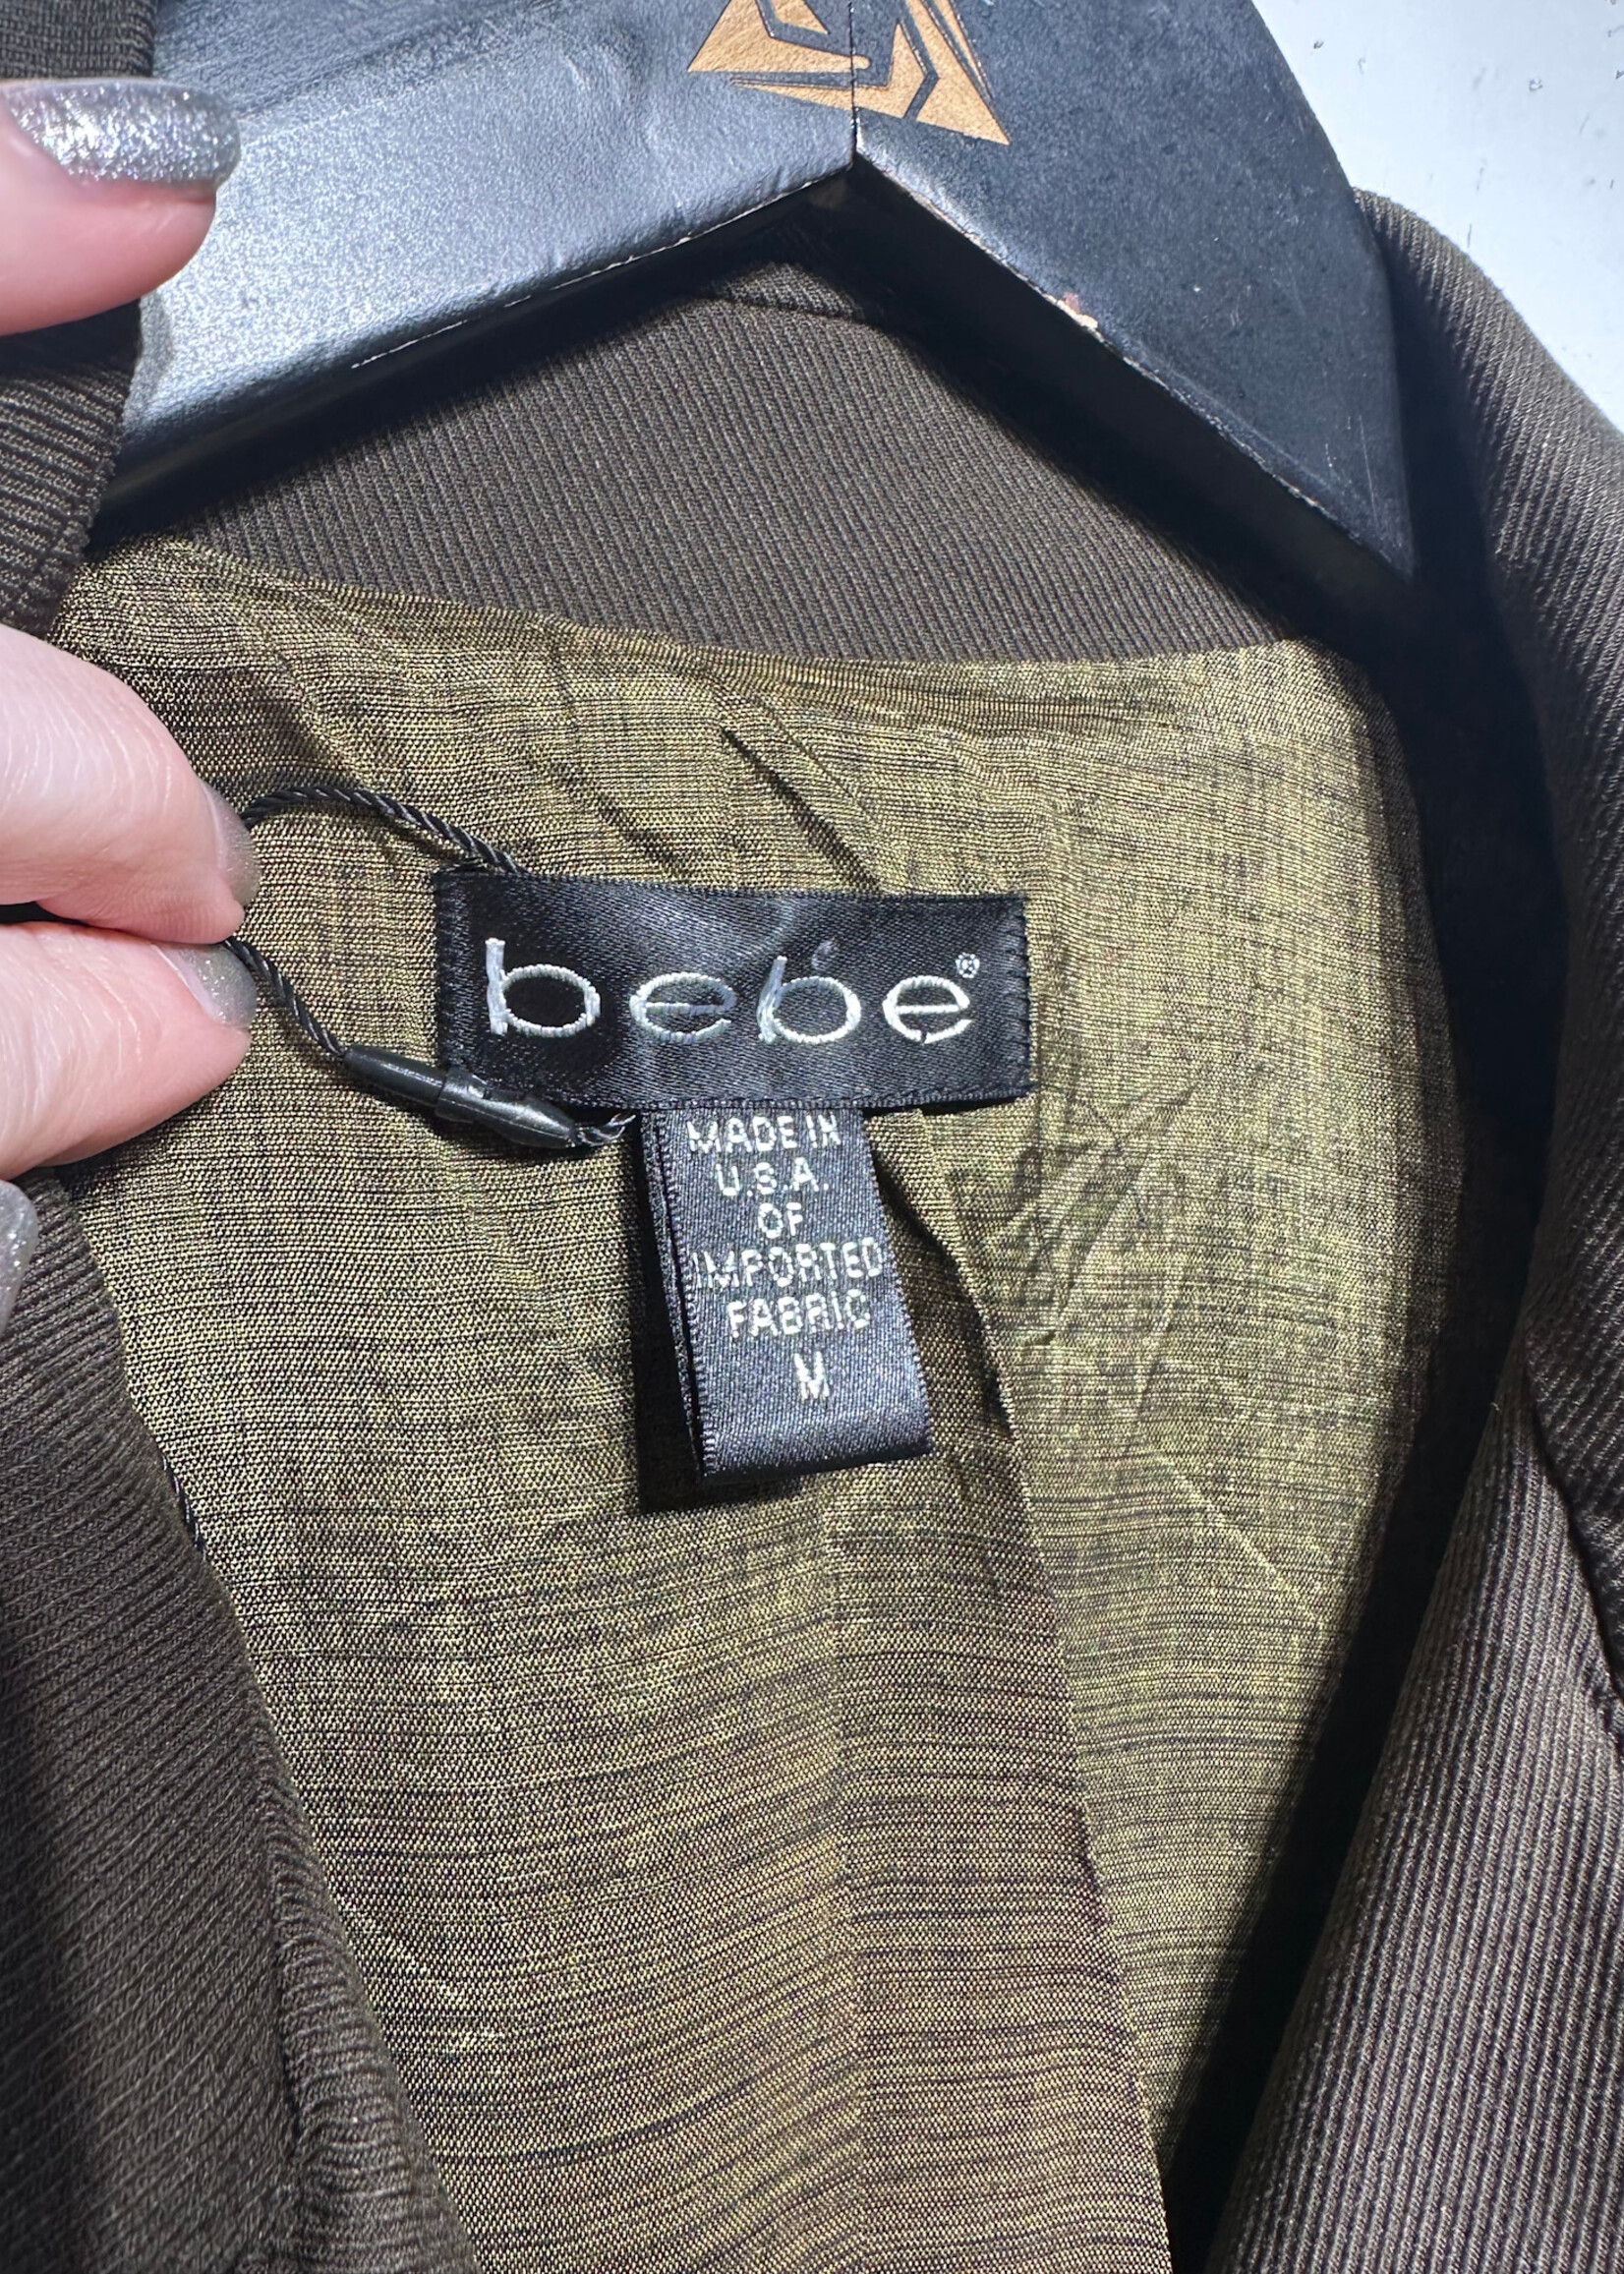 bebe®
MADE IN
U.S.A.
OF
IMPORTED
FABRIC
M